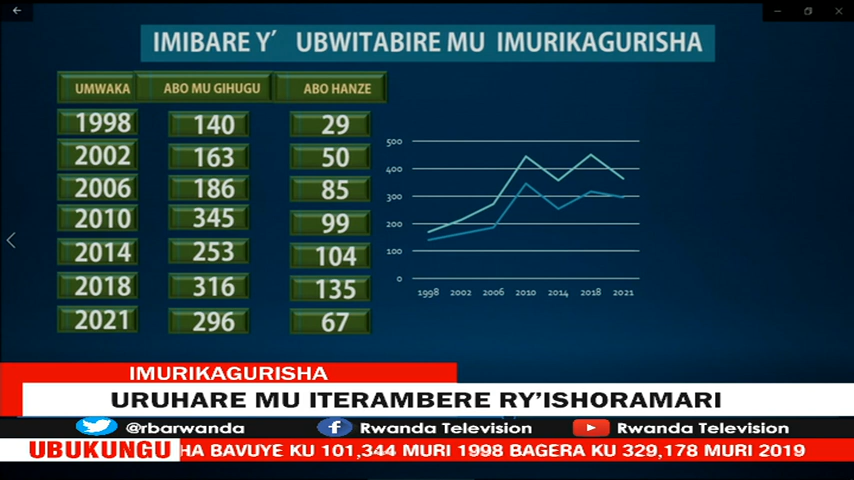 IMIBARE Y' UBWITABIRE MU IMURIKAGURISHA
UMWAKA ABO MU GIHUGU ABO HANZE
1998 140 29
2002 163 50
2006 186 85
2010 345 99
2014 253 104
2018 316 135
2021 296 67
500
400
300
200
100
0
1998 2002 2006 2010 2014 2018 2021
IMURIKAGURISHA
URUHARE MU ITERAMBERE RY'ISHORAMARI
@rbarwanda Rwanda Television Rwanda Television
UBUKUNGU HA BAVUYE KU 101,344 MURI 1998 BAGERA KU 329,178 MURI 2019